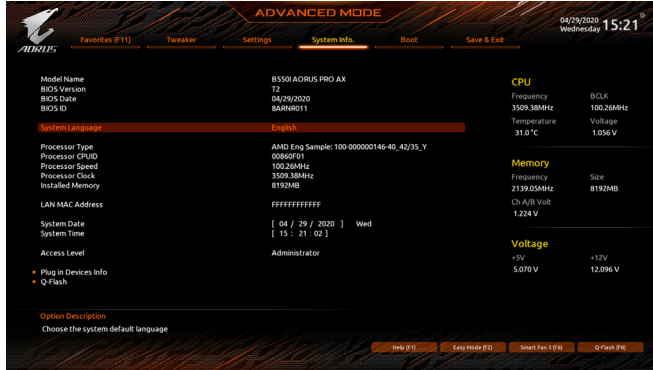 ADVANCED MODE
04/29/2020
Wednesday 15:21
AORUS
Favorites (F11) Tweaker Settings System Info. Boot Save & Exit
Model Name B550I AORUS PRO AX
BIOS Version T2
BIOS Date 04/29/2020
BIOS ID 8ARNR011
System Language English
Processor Type AMD Eng Sample: 100-000000146-40_42/35_Y
Processor CPUID 00860F01
Processor Speed 100.26MHz
Processor Clock 3509.38MHz
Installed Memory 8192MB
LAN MAC Address FFFFFFFFFFFF
System Date [ 04 / 29 / 2020 ] Wed
System Time [ 15 : 21 : 02 ]
Access Level Administrator
Plug in Devices Info
Q-Flash
CPU
Frequency BCLK
3509.38MHz 100.26MHz
Temperature Voltage
31.0 °C 1.056 V
Memory
Frequency Size
2139.05MHz 8192MB
Ch A/B Volt
1.224 V
Voltage
+5V +12V
5.070 V 12.096 V
Option Description
Choose the system default language
Help (F1) Easy Mode (F2) Smart Fan 5 (F6) Q-Flash (F8)